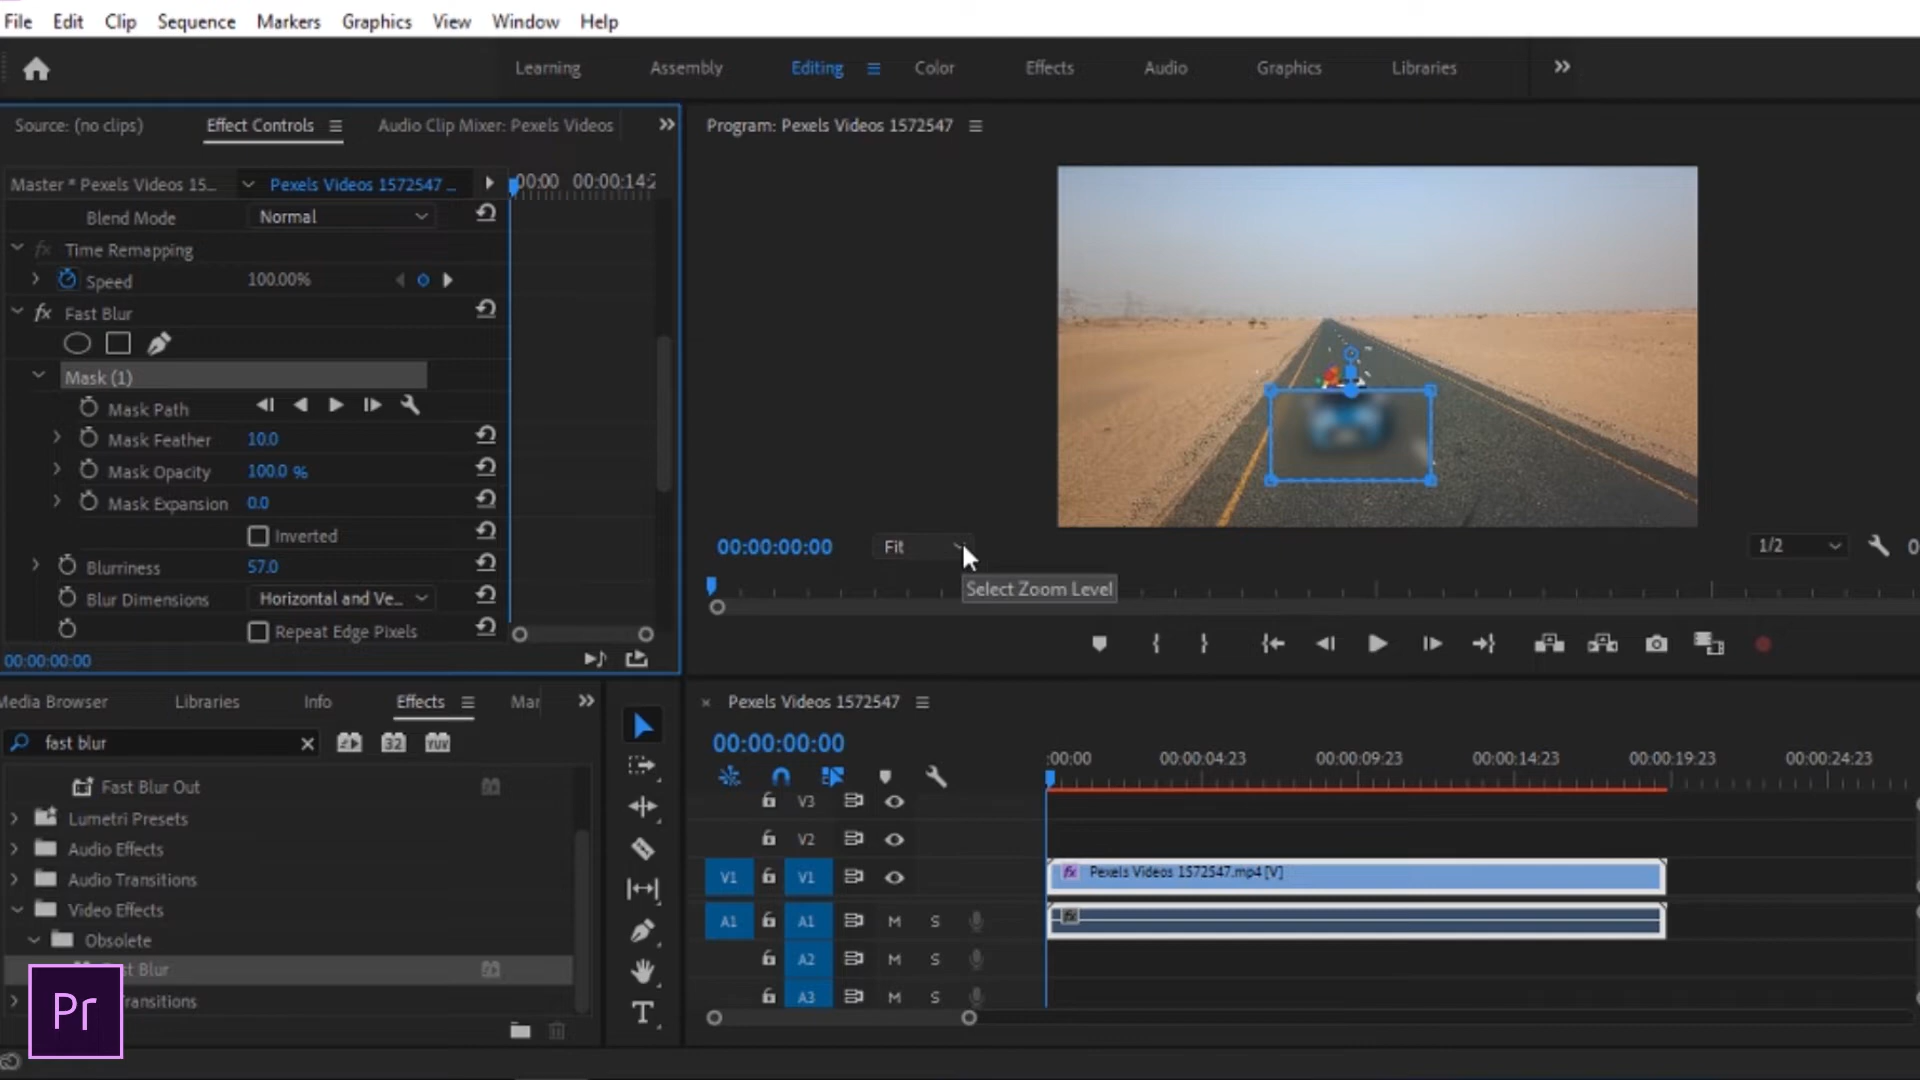 File Edit Clip Sequence Markers Graphics View Window Help
Learning Assembly Editing Color Effects Audio Graphics Libraries
Source: (no clips) Effect Controls Audio Clip Mixer: Pexels Videos
Program: Pexels Videos 1572547
Master * Pexels Videos 15... Pexels Videos 1572547 ... :00:00 00:00:14:2
Blend Mode Normal
fx Time Remapping
Speed 100.00%
fx Fast Blur
Mask (1)
Mask Path
Mask Feather 10.0
Mask Opacity 100.0 %
Mask Expansion 0.0
Inverted
Blurriness 57.0
Blur Dimensions Horizontal and Ve...
Repeat Edge Pixels
00:00:00:00
00:00:00:00 Fit 1/2
Select Zoom Level
Media Browser Libraries Info Effects Mar
fast blur 32 YUV
Fast Blur Out
Lumetri Presets
Audio Effects
Audio Transitions
Video Effects
Obsolete
st Blur
Transitions
Pr
T
Pexels Videos 1572547
00:00:00:00
:00:00 00:00:04:23 00:00:09:23 00:00:14:23 00:00:19:23 00:00:24:23
V3
V2
V1 V1 fx Pexels Videos 1572547.mp4 [V]
A1 A1 M S fx
A2 M S
A3 M S